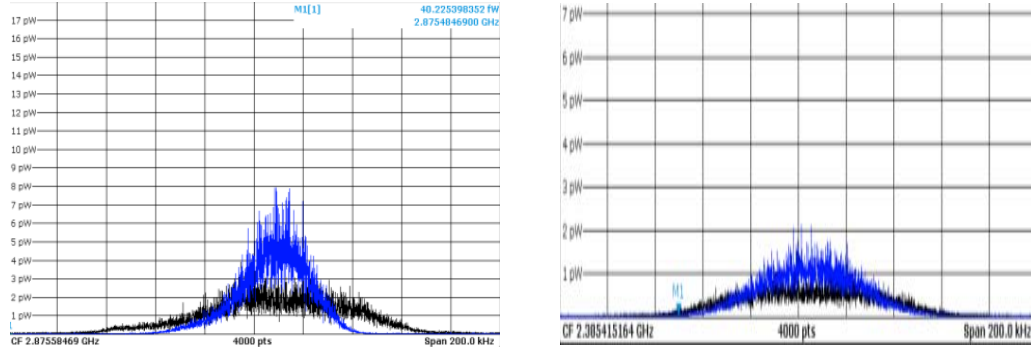 M1[1] 40.225398352 fW
2.8754846900 GHz
17 pW
16 pW
15 pW
14 pW
13 pW
12 pW
11 pW
10 pW
9 pW
8 pW
7 pW
6 pW
5 pW
4 pW
3 pW
2 pW
1 pW
CF 2.87558469 GHz 4000 pts Span 200.0 kHz
7 pW
6 pW
5 pW
4 pW
3 pW
2 pW
1 pW
M1
CF 2.305415164 GHz 4000 pts Span 200.0 kHz